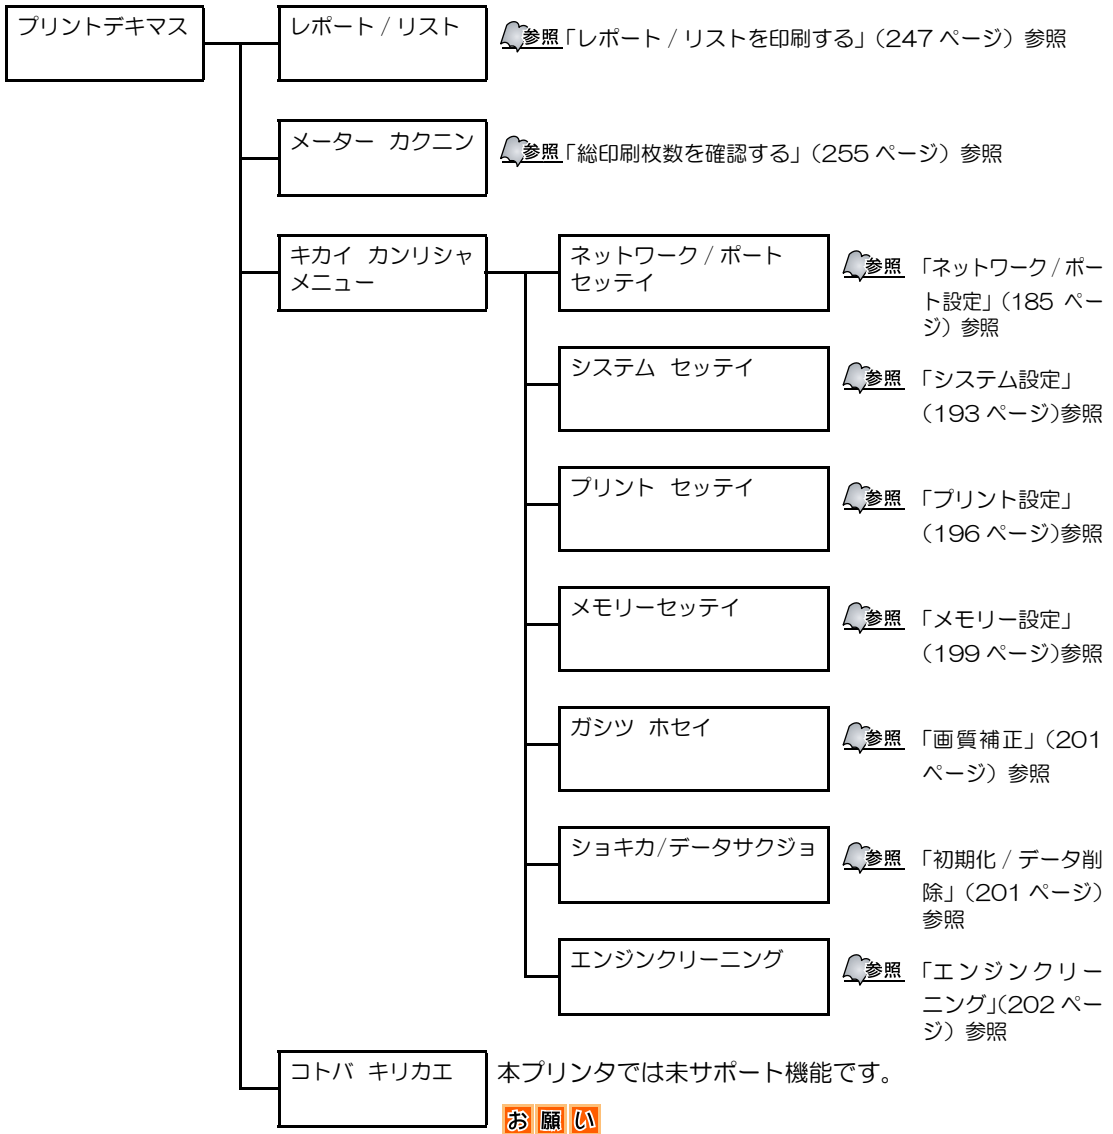 プリントデキマス
レポート / リスト
参照「レポート / リストを印刷する」（247 ページ）参照
メーター カクニン
参照「総印刷枚数を確認する」（255 ページ）参照
キカイ カンリシャ
メニュー
ネットワーク / ポート
セッテイ
参照 「ネットワーク / ポー
ト設定」（185 ペー
ジ）参照
システム セッテイ
参照 「システム設定」
（193 ページ）参照
プリント セッテイ
参照 「プリント設定」
（196 ページ）参照
メモリーセッテイ
参照 「メモリー設定」
（199 ページ）参照
ガシツ ホセイ
参照 「画質補正」（201
ページ）参照
ショキカ/データサクジョ
参照 「初期化 / データ削
除」（201 ページ）
参照
エンジンクリーニング
参照 「エンジンクリー
ニング」（202 ペー
ジ）参照
コトバ キリカエ
本プリンタでは未サポート機能です。
お願い